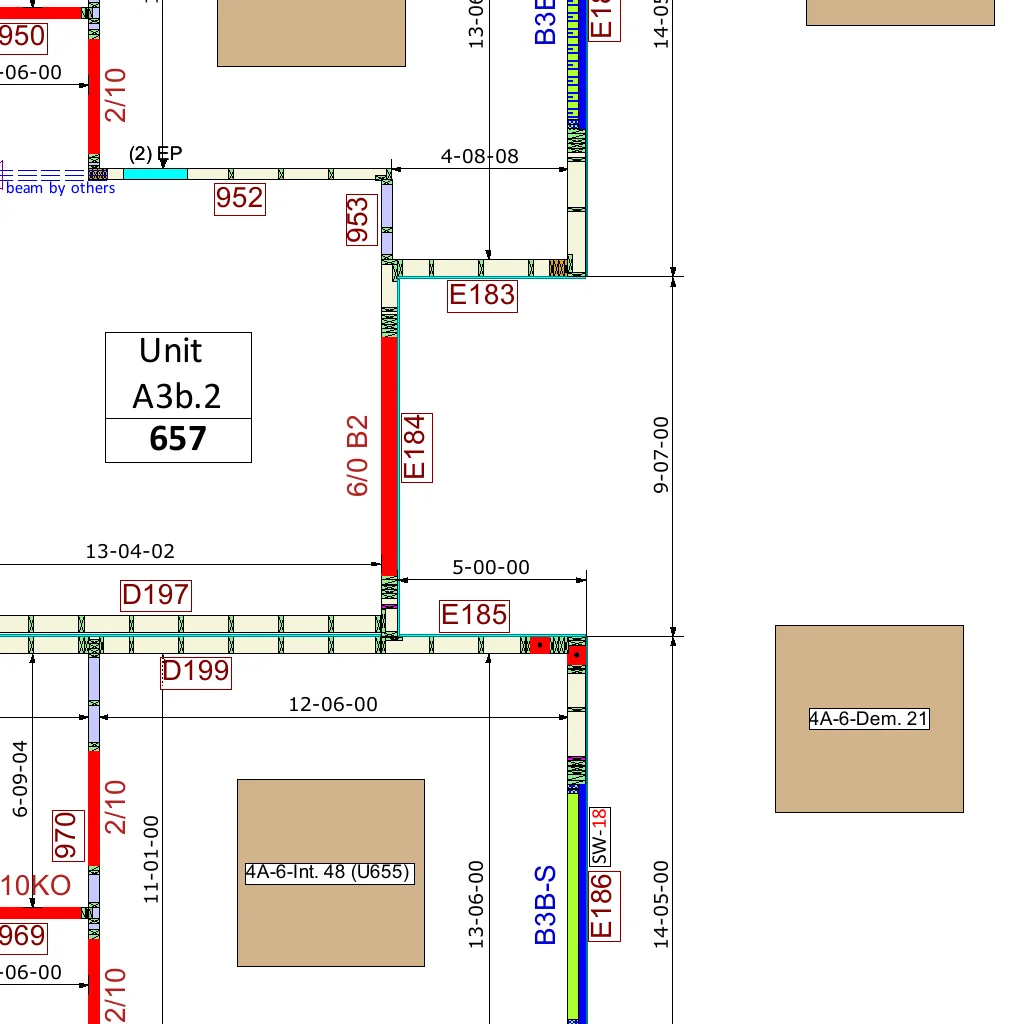 950
-06-00
2/10
(2) EP
beam by others
952
953
4-08-08
13-06
B3B
E18
14-05
E183
Unit
A3b.2
657
6/0 B2
E184
9-07-00
13-04-02
5-00-00
D197
E185
D199
12-06-00
6-09-04
970
2/10
11-01-00
4A-6-Int. 48 (U655)
13-06-00
B3B-S
SW-18
E186
14-05-00
4A-6-Dem. 21
10KO
969
-06-00
2/10